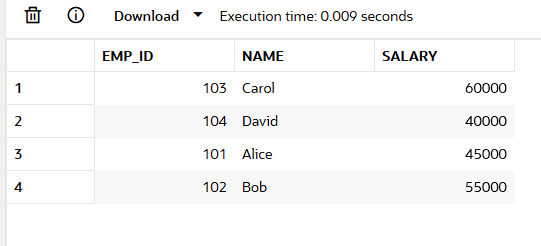 Download Execution time: 0.009 seconds
EMP_ID NAME SALARY
1 103 Carol 60000
2 104 David 40000
3 101 Alice 45000
4 102 Bob 55000